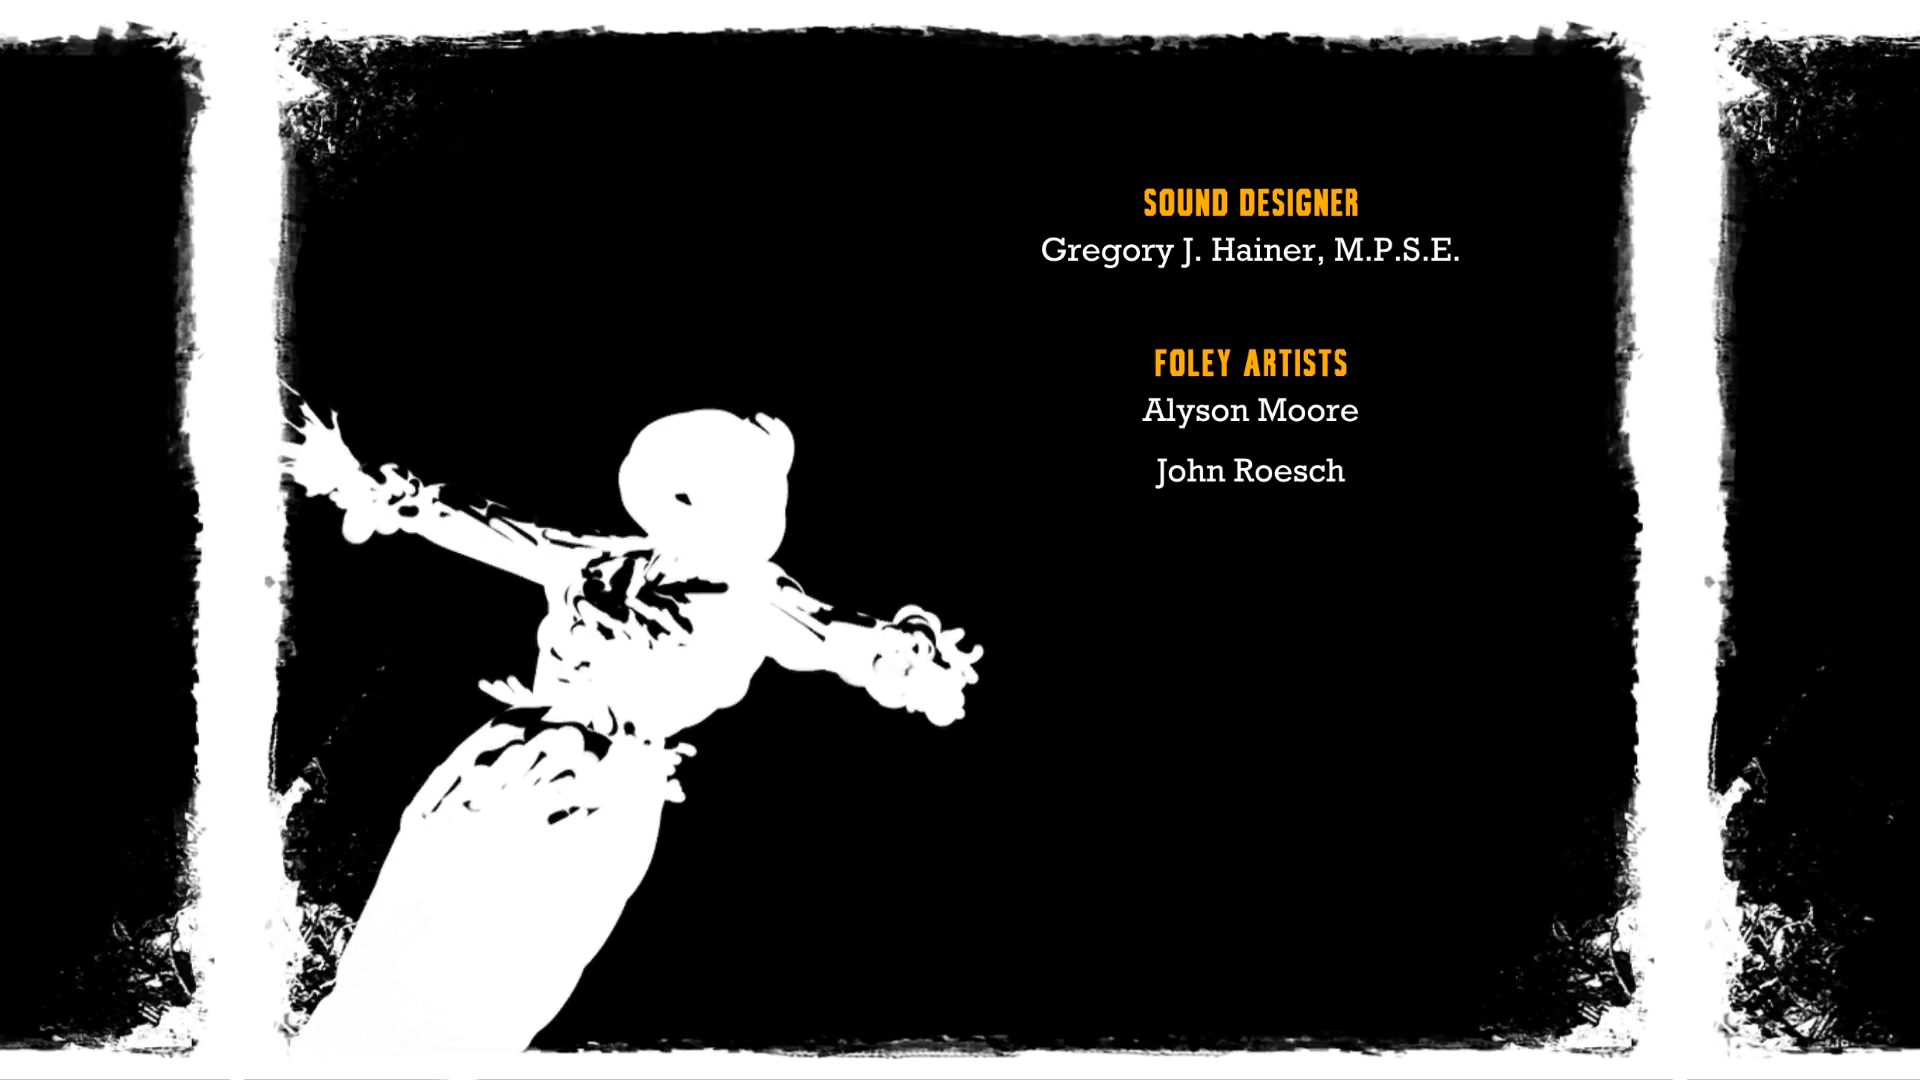 SOUND DESIGNER
Gregory J. Hainer, M.P.S.E.
FOLEY ARTISTS
Alyson Moore
John Roesch